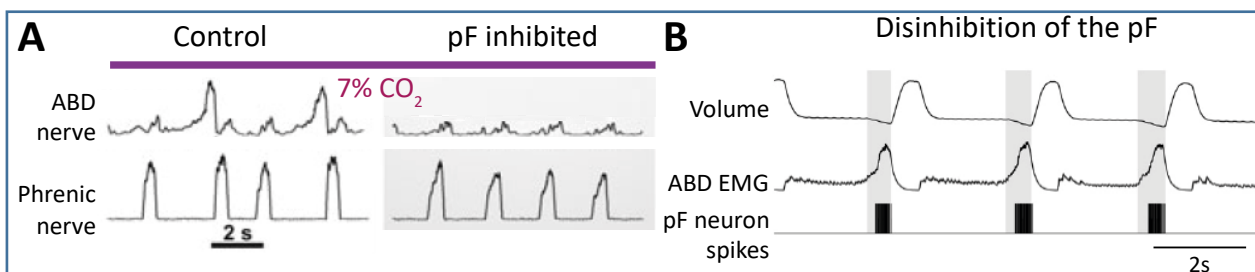 A
Control
pF inhibited
7% CO₂
ABD
nerve
Phrenic
nerve
2 s
B
Disinhibition of the pF
Volume
ABD EMG
pF neuron
spikes
2s